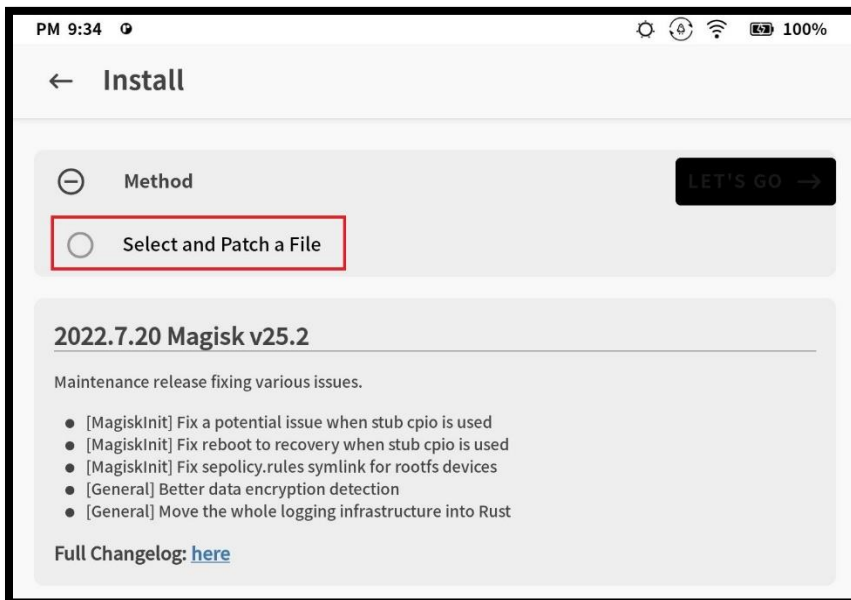 PM 9:34
100%
Install
Method
LET'S GO
Select and Patch a File
2022.7.20 Magisk v25.2
Maintenance release fixing various issues.
[MagiskInit] Fix a potential issue when stub cpio is used
[MagiskInit] Fix reboot to recovery when stub cpio is used
[MagiskInit] Fix sepolicy.rules symlink for rootfs devices
[General] Better data encryption detection
[General] Move the whole logging infrastructure into Rust
Full Changelog: here